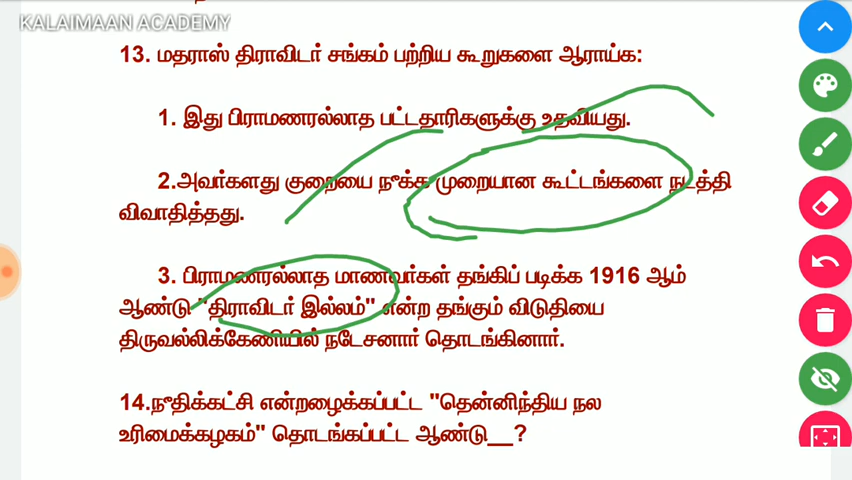 KALAIMAAN ACADEMY
13. மதராஸ் திராவிடர் சங்கம் பற்றிய கூறுகளை ஆராய்க:
1. இது பிராமணரல்லாத பட்டதாரிகளுக்கு உதவியது.
2.அவர்களது குறையை நீக்க முறையான கூட்டங்களை நடத்தி
விவாதித்தது.
3. பிராமணரல்லாத மாணவர்கள் தங்கிப் படிக்க 1916 ஆம்
ஆண்டு "திராவிடர் இல்லம்" என்ற தங்கும் விடுதியை
திருவல்லிக்கேணியில் நடேசனார் தொடங்கினார்.
14.நீதிக்கட்சி என்றழைக்கப்பட்ட "தென்னிந்திய நல
உரிமைக்கழகம்" தொடங்கப்பட்ட ஆண்டு__?